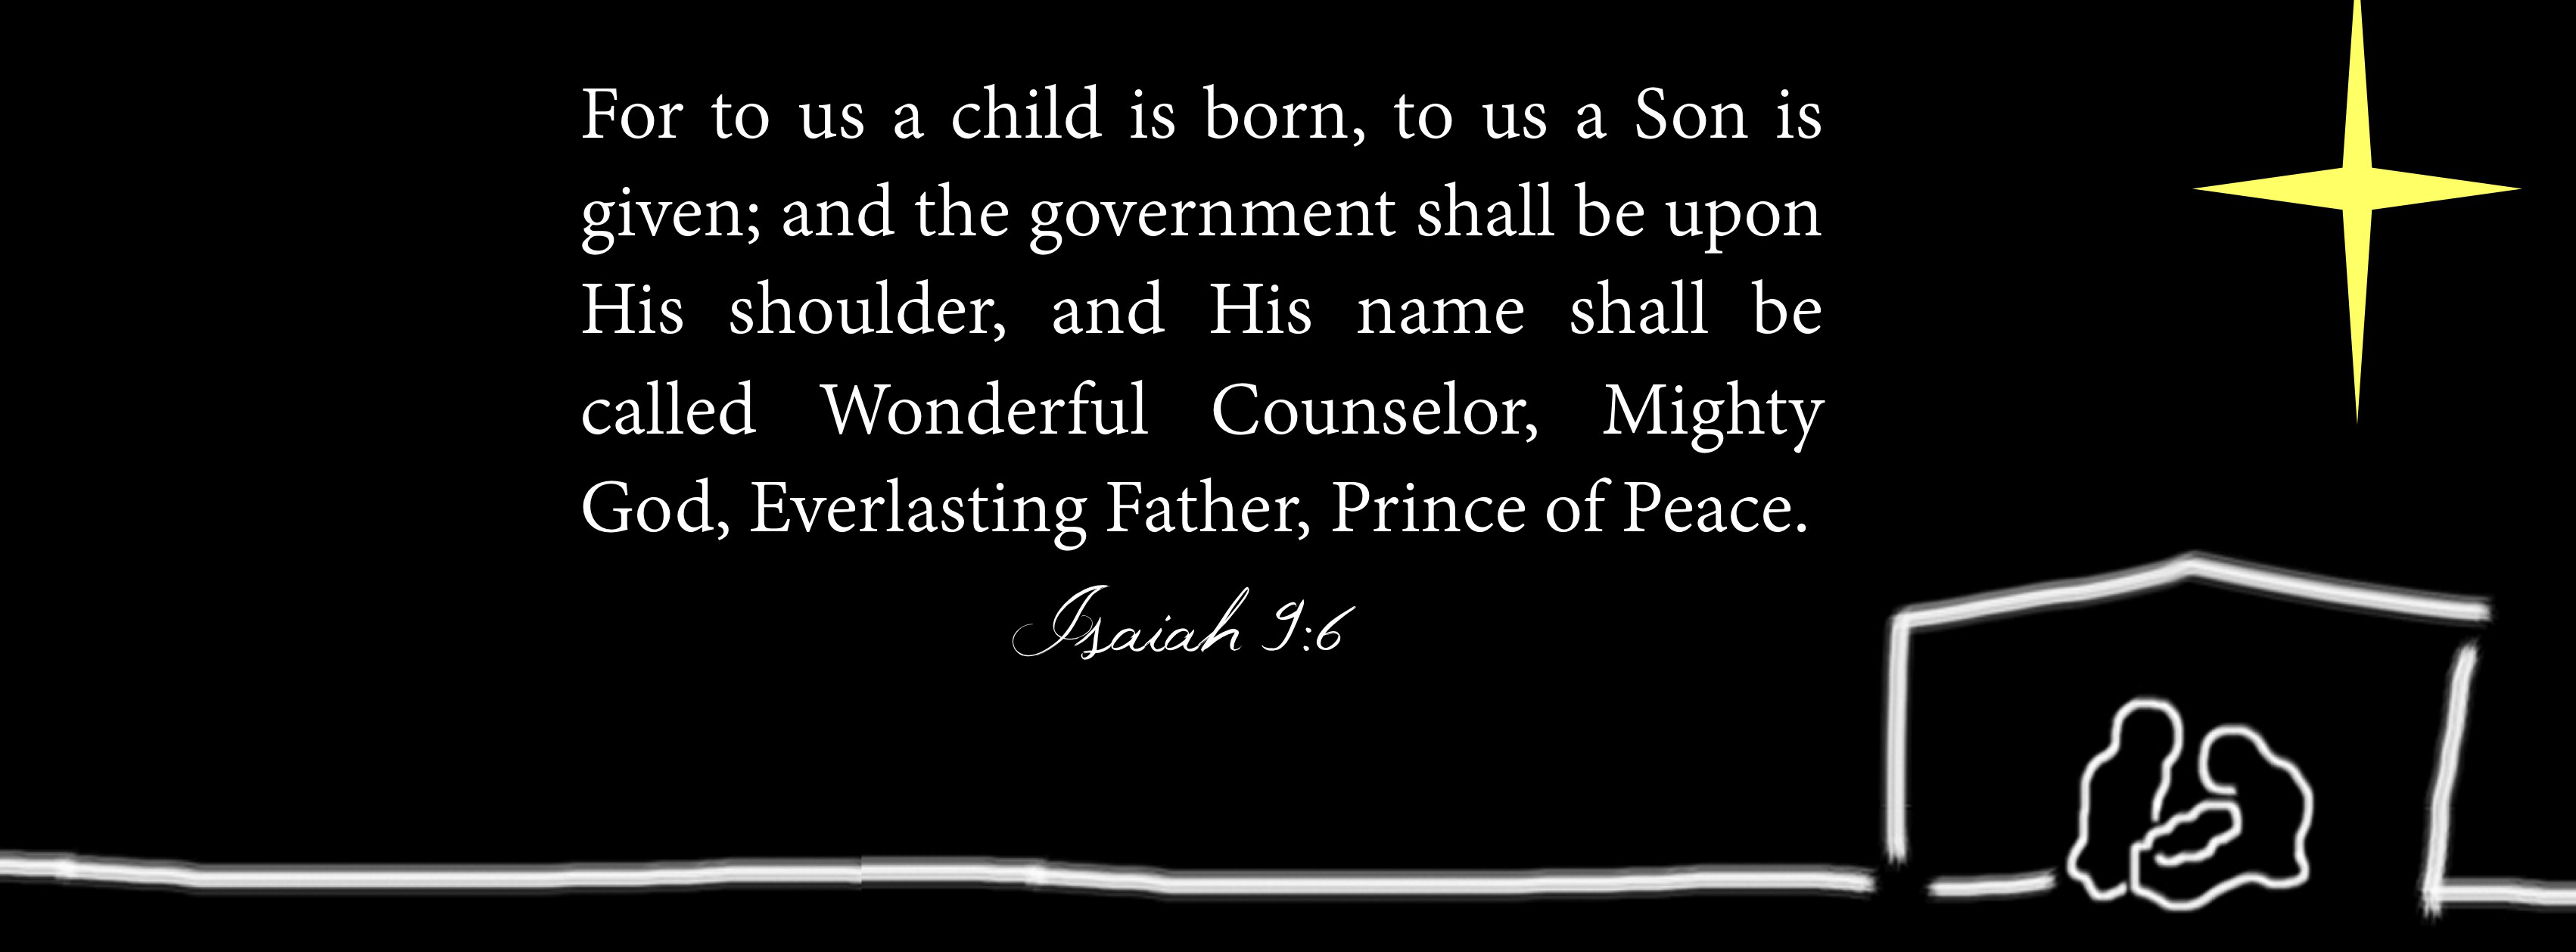 For to us a child is born, to us a Son is
given; and the government shall be upon
His shoulder, and His name shall be
called Wonderful Counselor, Mighty
God, Everlasting Father, Prince of Peace.
Isaiah 9:6